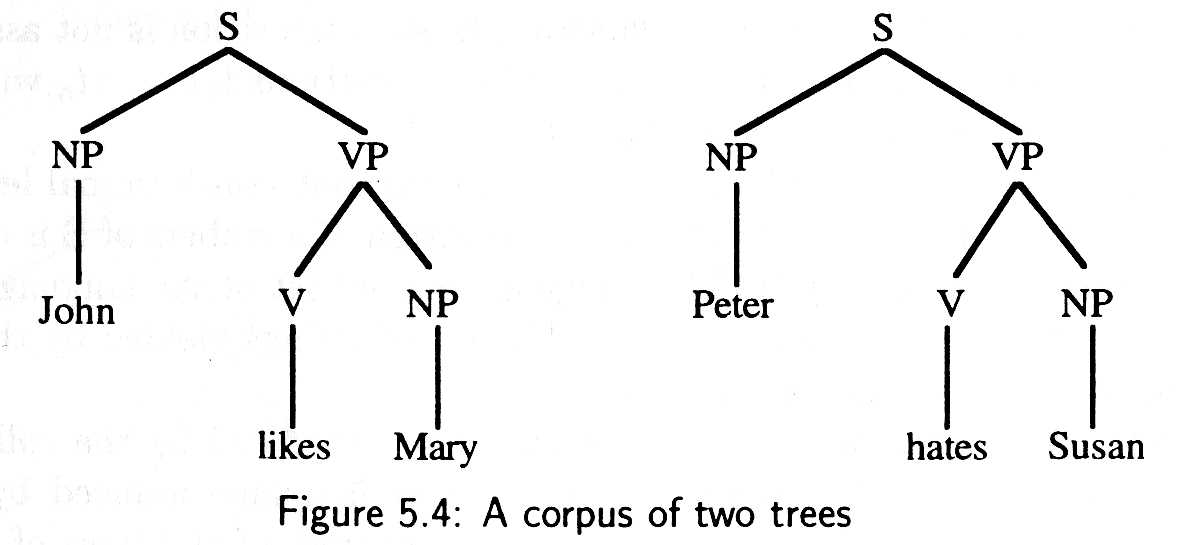 S S
NP VP NP VP
John V NP Peter V NP
likes Mary hates Susan
Figure 5.4: A corpus of two trees